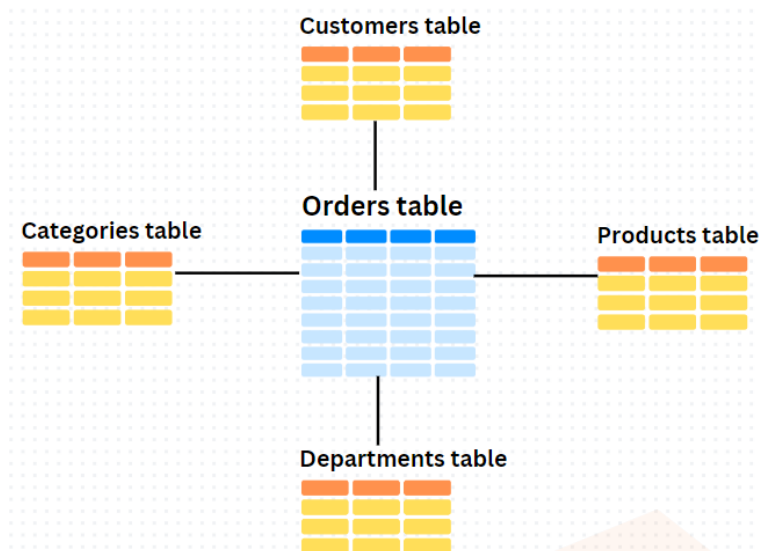 Customers table
Orders table
Categories table
Products table
Departments table